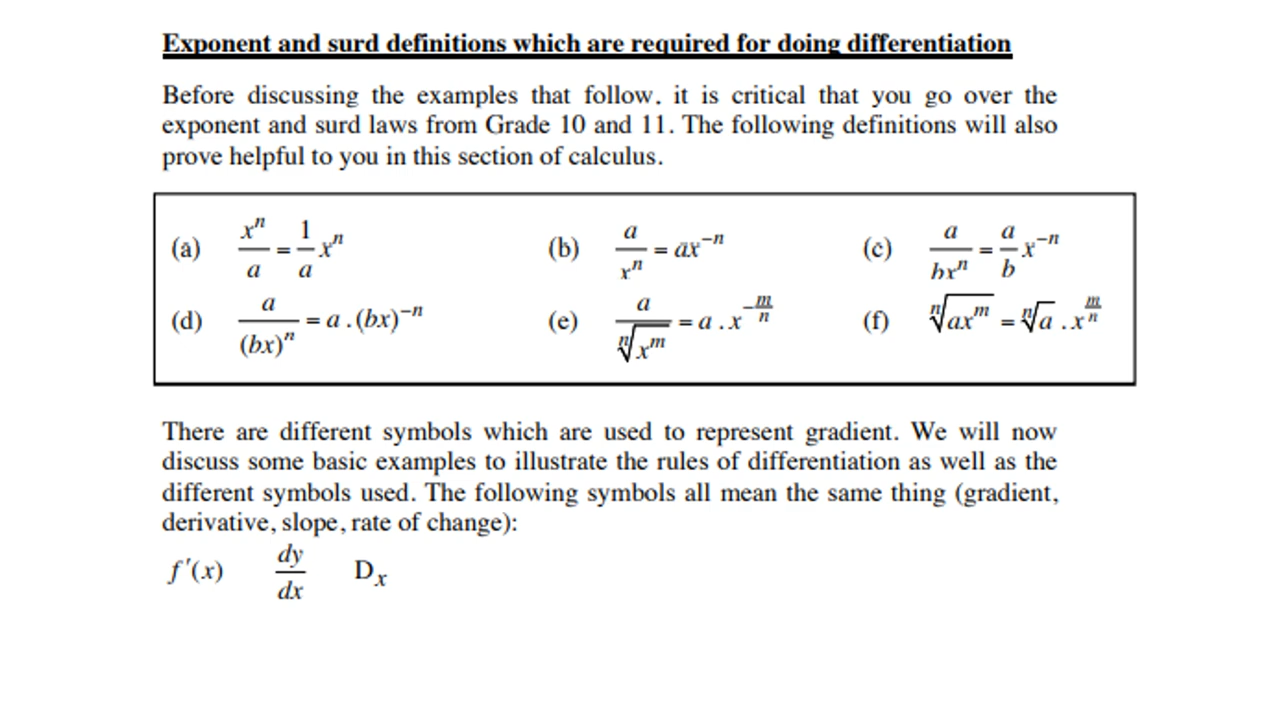 Exponent and surd definitions which are required for doing differentiation
Before discussing the examples that follow, it is critical that you go over the
exponent and surd laws from Grade 10 and 11. The following definitions will also
prove helpful to you in this section of calculus.
(a) xⁿ/a = 1/a xⁿ (b) a/xⁿ = ax⁻ⁿ (c) a/bxⁿ = a/b x⁻ⁿ
(d) a/(bx)ⁿ = a.(bx)⁻ⁿ (e) a/ⁿ√xᵐ = a.x^(-m/n) (f) ⁿ√axᵐ = ⁿ√a.x^(m/n)
There are different symbols which are used to represent gradient. We will now
discuss some basic examples to illustrate the rules of differentiation as well as the
different symbols used. The following symbols all mean the same thing (gradient,
derivative, slope, rate of change):
f′(x) dy/dx Dₓ